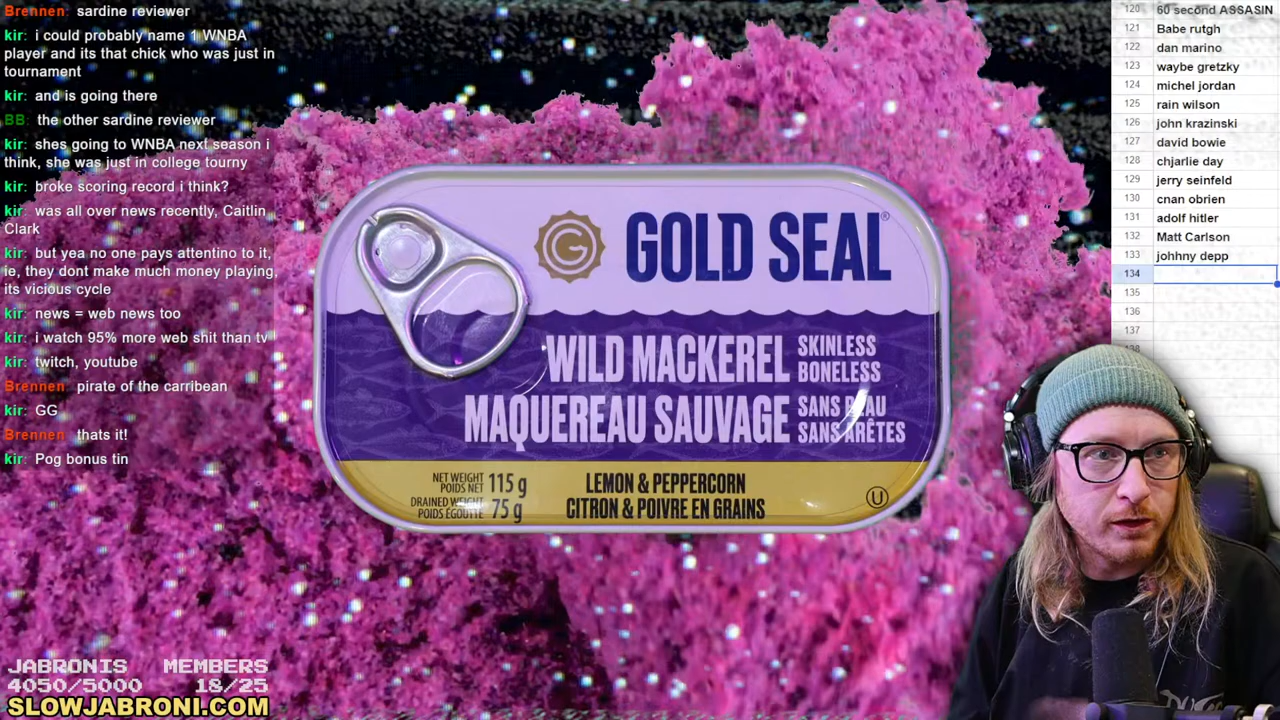 Brennen: sardine reviewer
kir: i could probably name 1 WNBA
player and its that chick who was just in
tournament
kir: and is going there
BB: the other sardine reviewer
kir: shes going to WNBA next season i
think, she was just in college tourny
kir: broke scoring record i think?
kir: was all over news recently, Caitlin
Clark
kir: but yea no one pays attentino to it,
ie, they dont make much money playing,
its vicious cycle
kir: news = web news too
kir: i watch 95% more web shit than tv
kir: twitch, youtube
Brennen: pirate of the carribean
kir: GG
Brennen: thats it!
kir: Pog bonus tin
JABRONIS MEMBERS
4050/5000 18/25
SLOWJABRONI.COM
G
GOLD SEAL®
WILD MACKEREL SKINLESS
BONELESS
MAQUEREAU SAUVAGE SANS PEAU
SANS ARÊTES
NET WEIGHT
POIDS NET 115 g
DRAINED WEIGHT
POIDS ÉGOUTTÉ 75 g
LEMON & PEPPERCORN
CITRON & POIVRE EN GRAINS
U
120 60 second ASSASIN
121 Babe rutgh
122 dan marino
123 waybe gretzky
124 michel jordan
125 rain wilson
126 john krazinski
127 david bowie
128 chjarlie day
129 jerry seinfeld
130 cnan obrien
131 adolf hitler
132 Matt Carlson
133 johhny depp
134
135
136
137
138